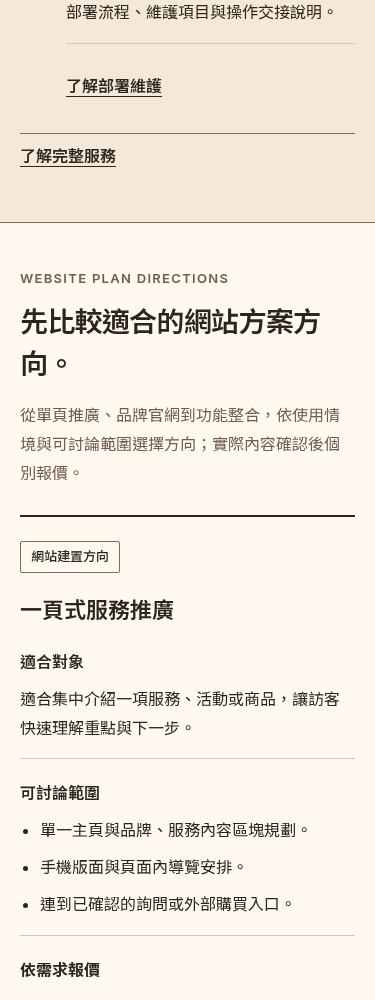 部署流程、維護項目與操作交接說明。
了解部署維護
了解完整服務
WEBSITE PLAN DIRECTIONS
先比較適合的網站方案方
向。
從單頁推廣、品牌官網到功能整合，依使用情
境與可討論範圍選擇方向；實際內容確認後個
別報價。
網站建置方向
一頁式服務推廣
適合對象
適合集中介紹一項服務、活動或商品，讓訪客
快速理解重點與下一步。
可討論範圍
• 單一主頁與品牌、服務內容區塊規劃。
• 手機版面與頁面內導覽安排。
• 連到已確認的詢問或外部購買入口。
依需求報價